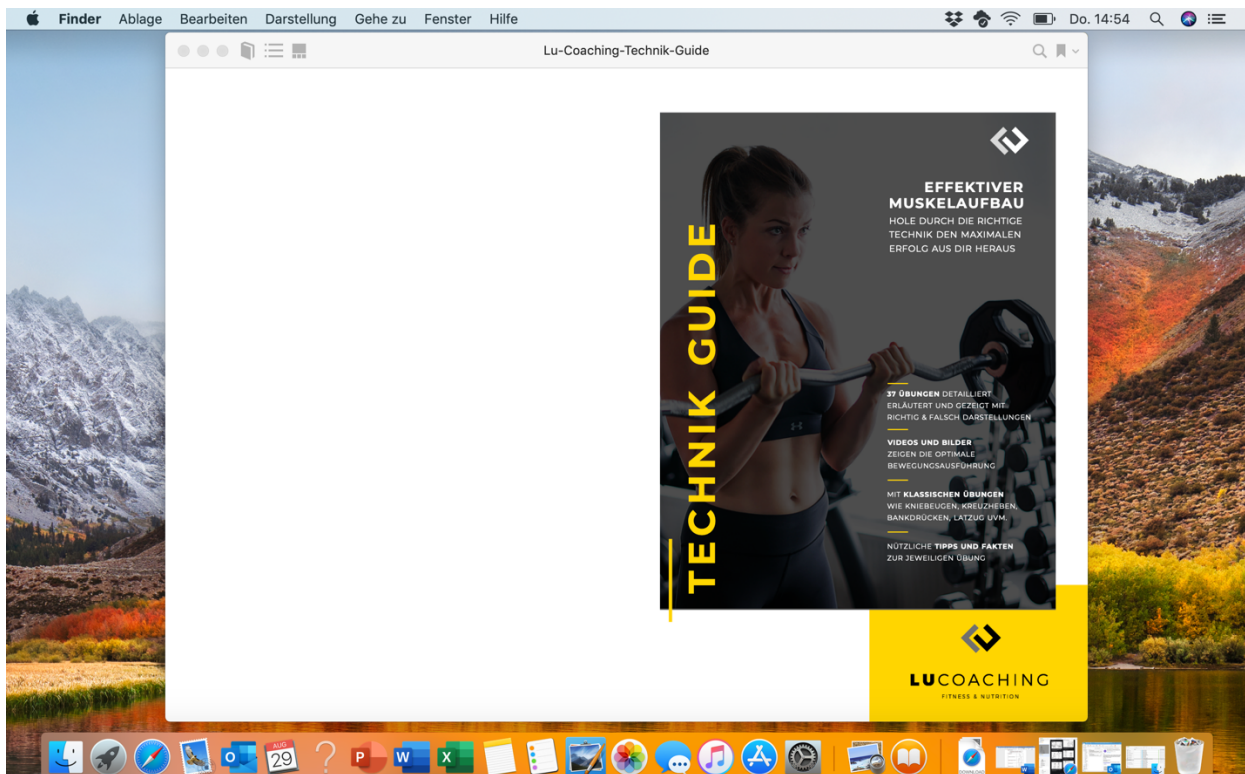 Finder Ablage Bearbeiten Darstellung Gehe zu Fenster Hilfe Do. 14:54
Lu-Coaching-Technik-Guide
EFFEKTIVER
MUSKELAUFBAU
HOLE DURCH DIE RICHTIGE
TECHNIK DEN MAXIMALEN
ERFOLG AUS DIR HERAUS
TECHNIK GUIDE
37 ÜBUNGEN DETAILLIERT
ERLÄUTERT UND GEZEIGT MIT
RICHTIG & FALSCH DARSTELLUNGEN
VIDEOS UND BILDER
ZEIGEN DIE OPTIMALE
BEWEGUNGSAUSFÜHRUNG
MIT KLASSISCHEN ÜBUNGEN
WIE KNIEBEUGEN, KREUZHEBEN,
BANKDRÜCKEN, LATZUG UVM.
NÜTZLICHE TIPPS UND FAKTEN
ZUR JEWEILIGEN ÜBUNG
LUCOACHING
FITNESS & NUTRITION
AUG
29
P
W
X